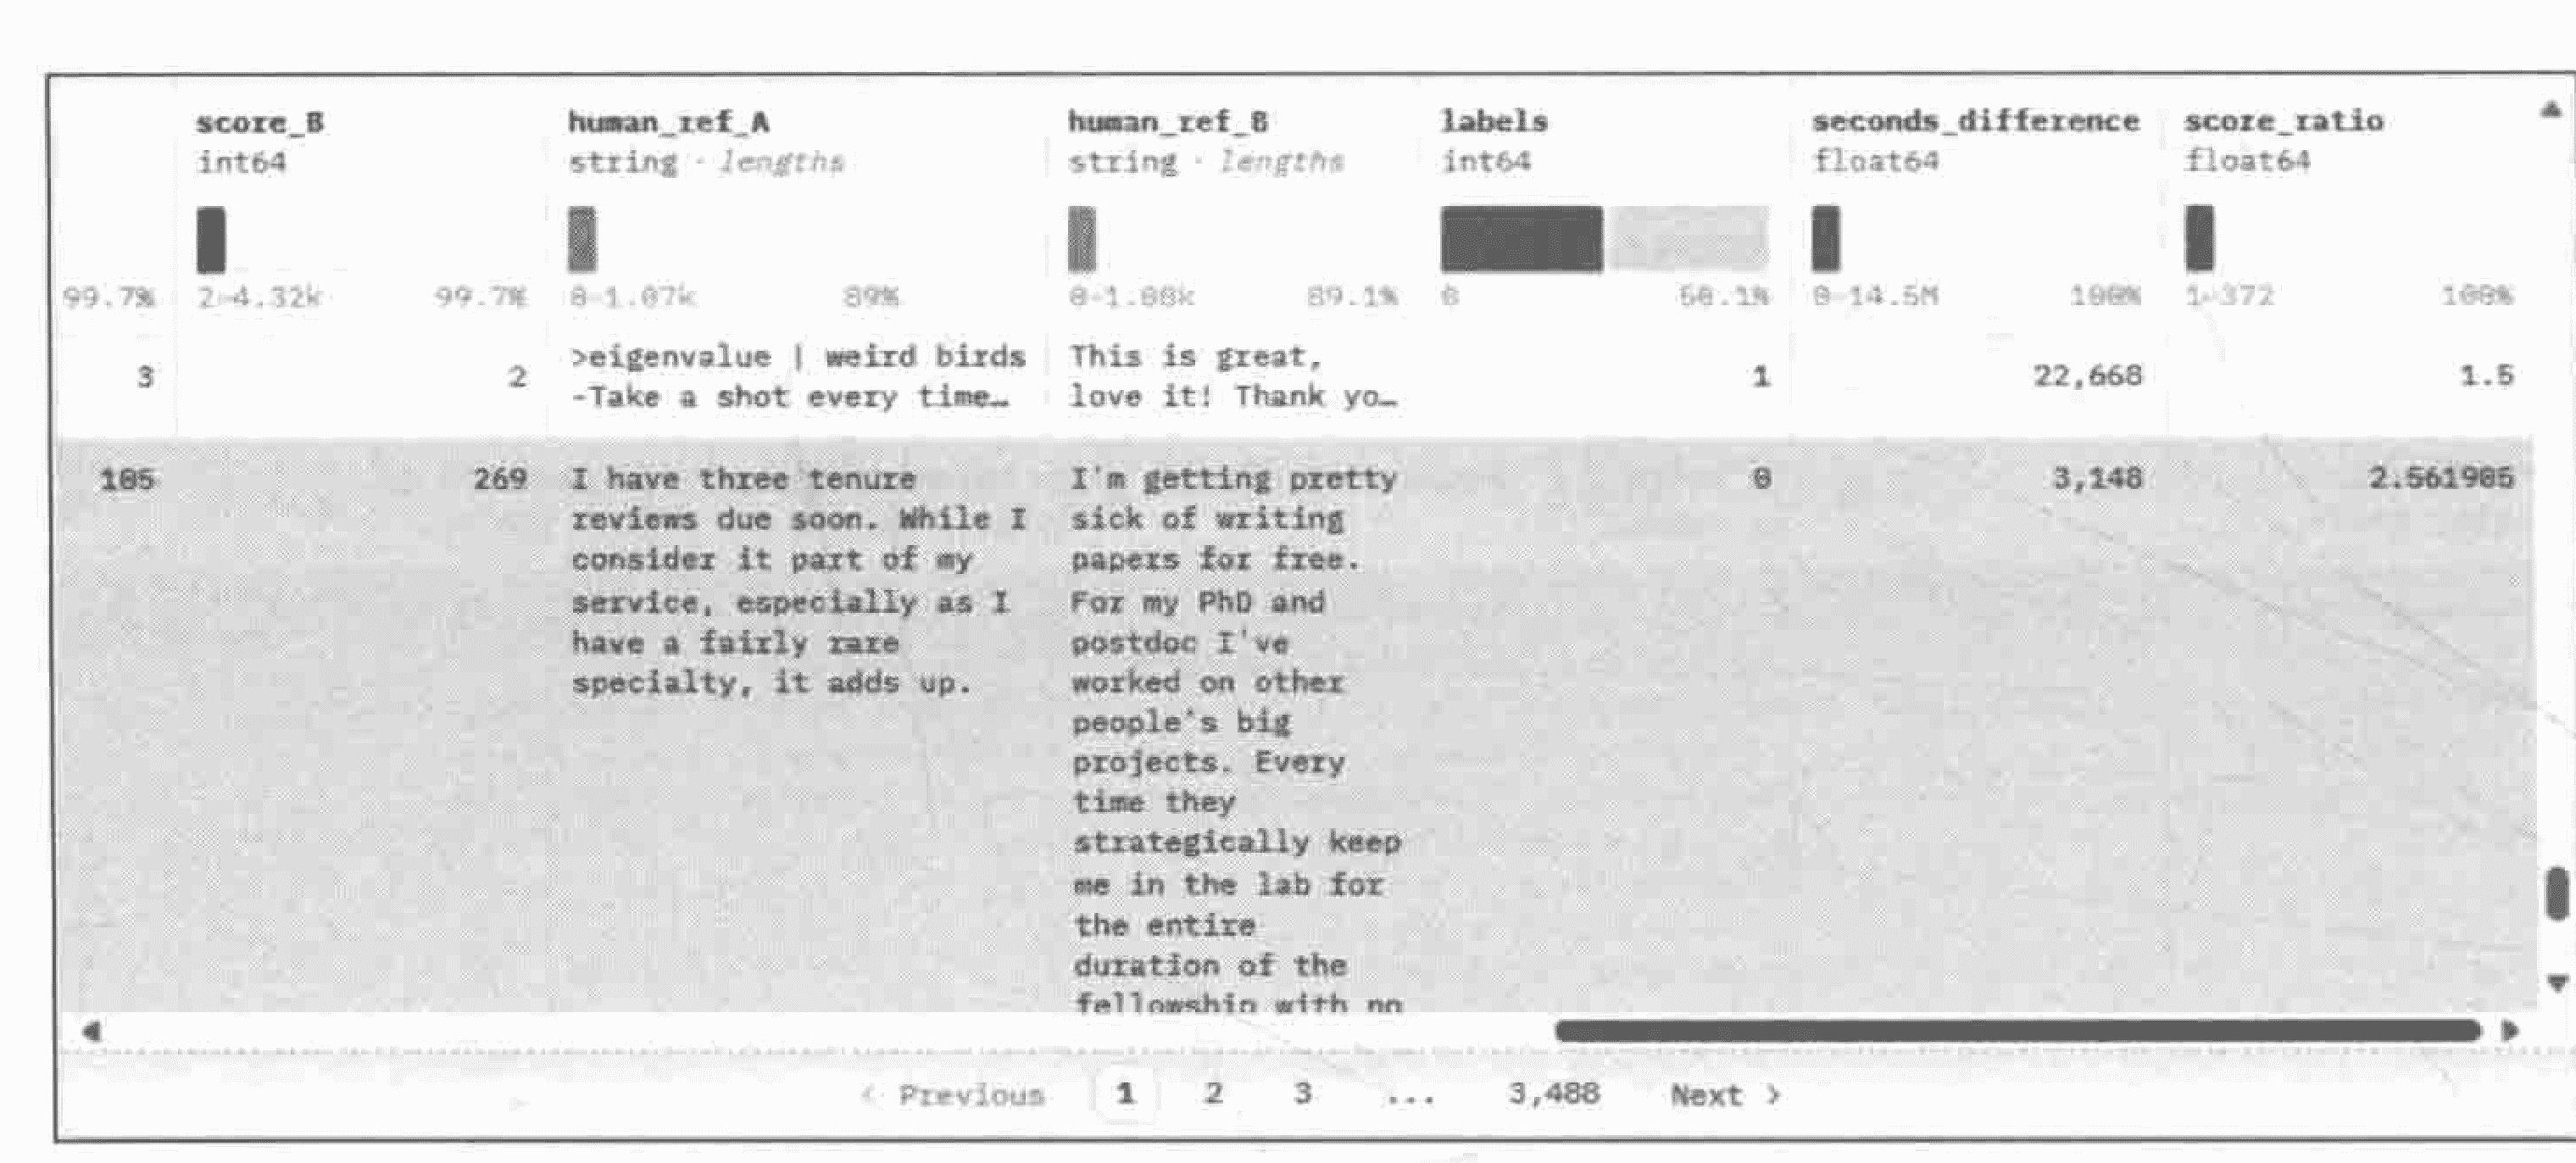 score_B human_ref_A human_ref_B labels seconds_difference score_ratio
int64 string · lengths string · lengths int64 float64 float64
99.7% 2-4.32k 99.7% 0-1.07k 89% 0-1.08k 89.1% 0 50.1% 0-14.5M 100% 1-372 100%
3 2 >eigenvalue | weird birds This is great, 1 22,668 1.5
-Take a shot every time… love it! Thank yo…
105 269 I have three tenure I'm getting pretty 0 3,148 2.561905
reviews due soon. While I sick of writing
consider it part of my papers for free.
service, especially as I For my PhD and
have a fairly rare postdoc I've
specialty, it adds up. worked on other
people's big
projects. Every
time they
strategically keep
me in the lab for
the entire
duration of the
fellowship with no
< Previous 1 2 3 ... 3,488 Next >